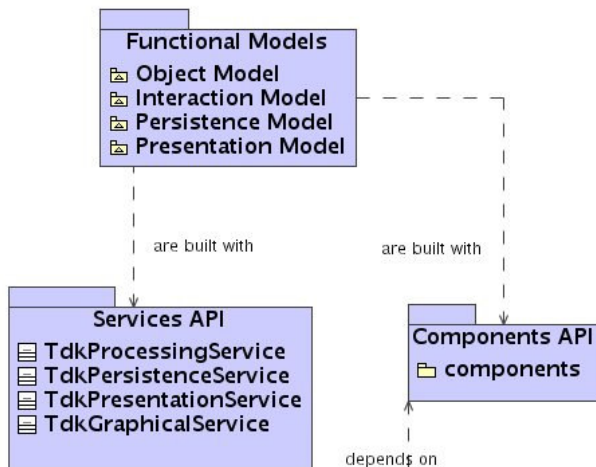 Functional Models
Object Model
Interaction Model
Persistence Model
Presentation Model
are built with
are built with
Services API
TdkProcessingService
TdkPersistenceService
TdkPresentationService
TdkGraphicalService
Components API
components
depends on